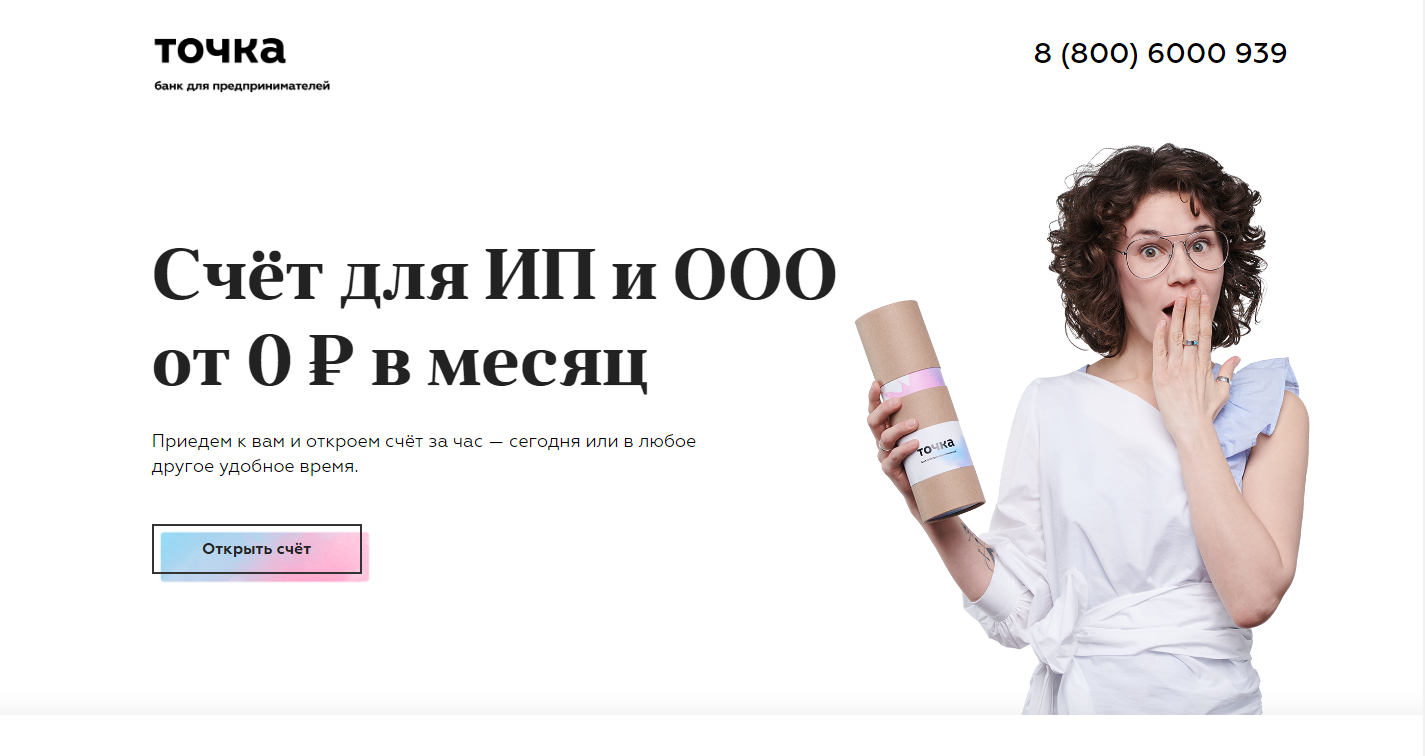 точка
банк для предпринимателей
8 (800) 6000 939
Счёт для ИП и ООО
от 0 ₽ в месяц
Приедем к вам и откроем счёт за час — сегодня или в любое
другое удобное время.
Открыть счёт
точка